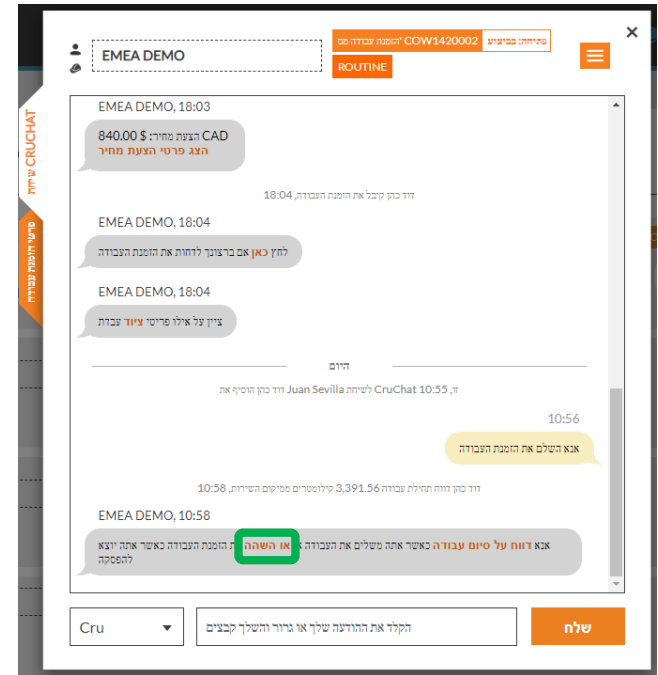 EMEA DEMO
הזמנת עבודה מס' COW1420002
פתיחה: בביצוע
ROUTINE
×
שיחת CRUCHAT
פרטי הזמנת עבודה
EMEA DEMO, 18:03
הצעת מחיר: $ 840.00 CAD
הצג פרטי הצעת מחיר
דוד כהן קיבל את הזמנת העבודה, 18:04
EMEA DEMO, 18:04
לחץ כאן אם ברצונך לדחות את הזמנת העבודה
EMEA DEMO, 18:04
ציין על אילו פריטי ציוד עבדת
היום
דוד כהן הוסיף את Juan Sevilla לשיחת CruChat 10:55 ,זו
10:56
אנא השלם את הזמנת העבודה
דוד כהן דווח תחילת עבודה 3,391.56 קילומטרים ממיקום השירות, 10:58
EMEA DEMO, 10:58
אנא דווח על סיום עבודה כאשר אתה משלים את העבודה או השהה הזמנת העבודה כאשר אתה יוצא
להפסקה
Cru
הקלד את ההודעה שלך או גרור והשלך קבצים
שלח